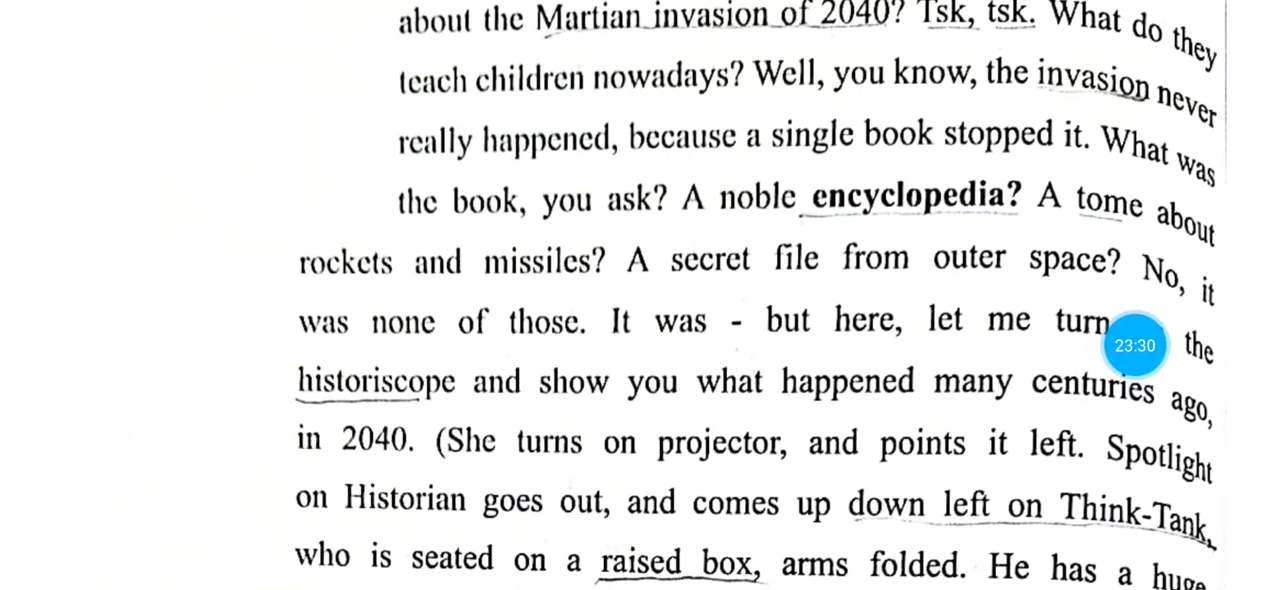 about the Martian invasion of 2040? Tsk, tsk. What do they
teach children nowadays? Well, you know, the invasion never
really happened, because a single book stopped it. What was
the book, you ask? A noble encyclopedia? A tome about
rockets and missiles? A secret file from outer space? No, it
was none of those. It was - but here, let me turn the
23:30
historiscope and show you what happened many centuries ago,
in 2040. (She turns on projector, and points it left. Spotlight
on Historian goes out, and comes up down left on Think-Tank,
who is seated on a raised box, arms folded. He has a huge